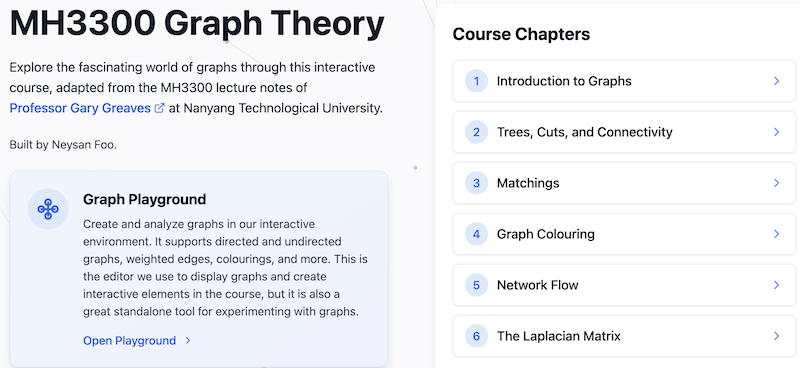 MH3300 Graph Theory
Explore the fascinating world of graphs through this interactive
course, adapted from the MH3300 lecture notes of
Professor Gary Greaves at Nanyang Technological University.
Built by Neysan Foo.
Graph Playground
Create and analyze graphs in our interactive
environment. It supports directed and undirected
graphs, weighted edges, colourings, and more. This is
the editor we use to display graphs and create
interactive elements in the course, but it is also a
great standalone tool for experimenting with graphs.
Open Playground
Course Chapters
1 Introduction to Graphs
2 Trees, Cuts, and Connectivity
3 Matchings
4 Graph Colouring
5 Network Flow
6 The Laplacian Matrix